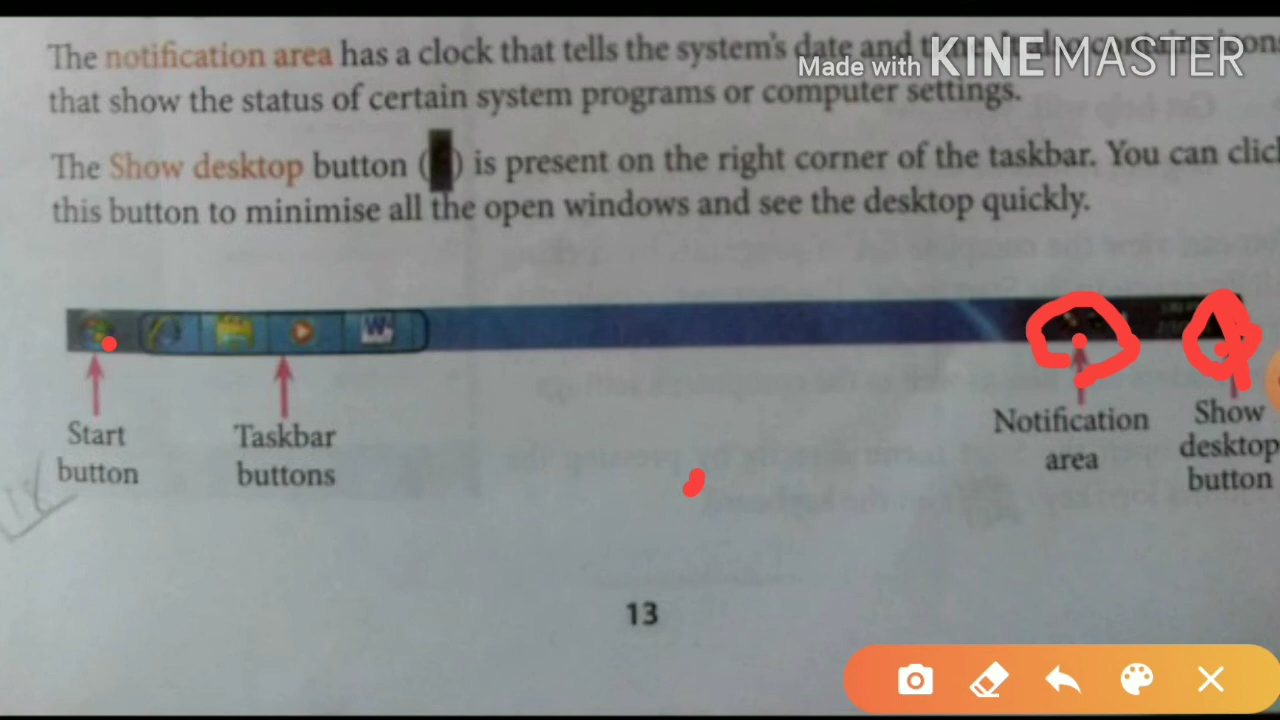 The notification area has a clock that tells the system's date and
Made with KINEMASTER
that show the status of certain system programs or computer settings.
The Show desktop button ( ) is present on the right corner of the taskbar. You can clic
this button to minimise all the open windows and see the desktop quickly.
W
Start button
Taskbar buttons
Notification area
Show desktop button
18
13